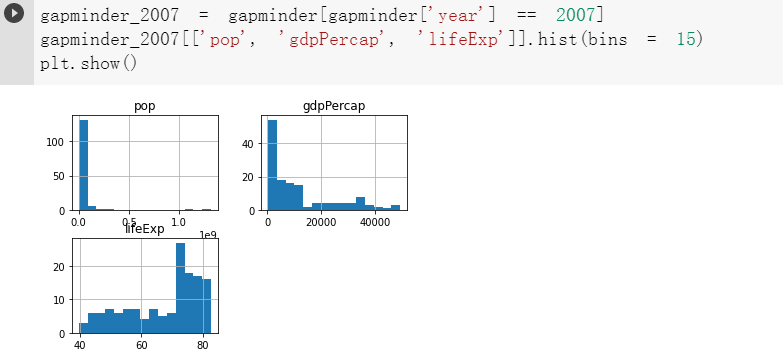 gapminder_2007 = gapminder[gapminder['year'] == 2007]
gapminder_2007[['pop', 'gdpPercap', 'lifeExp']].hist(bins = 15)
plt.show()
pop
gdpPercap
100
50
0
0.0 0.5 1.0
1e9
40
20
0
0 20000 40000
lifeExp
20
10
0
40 60 80